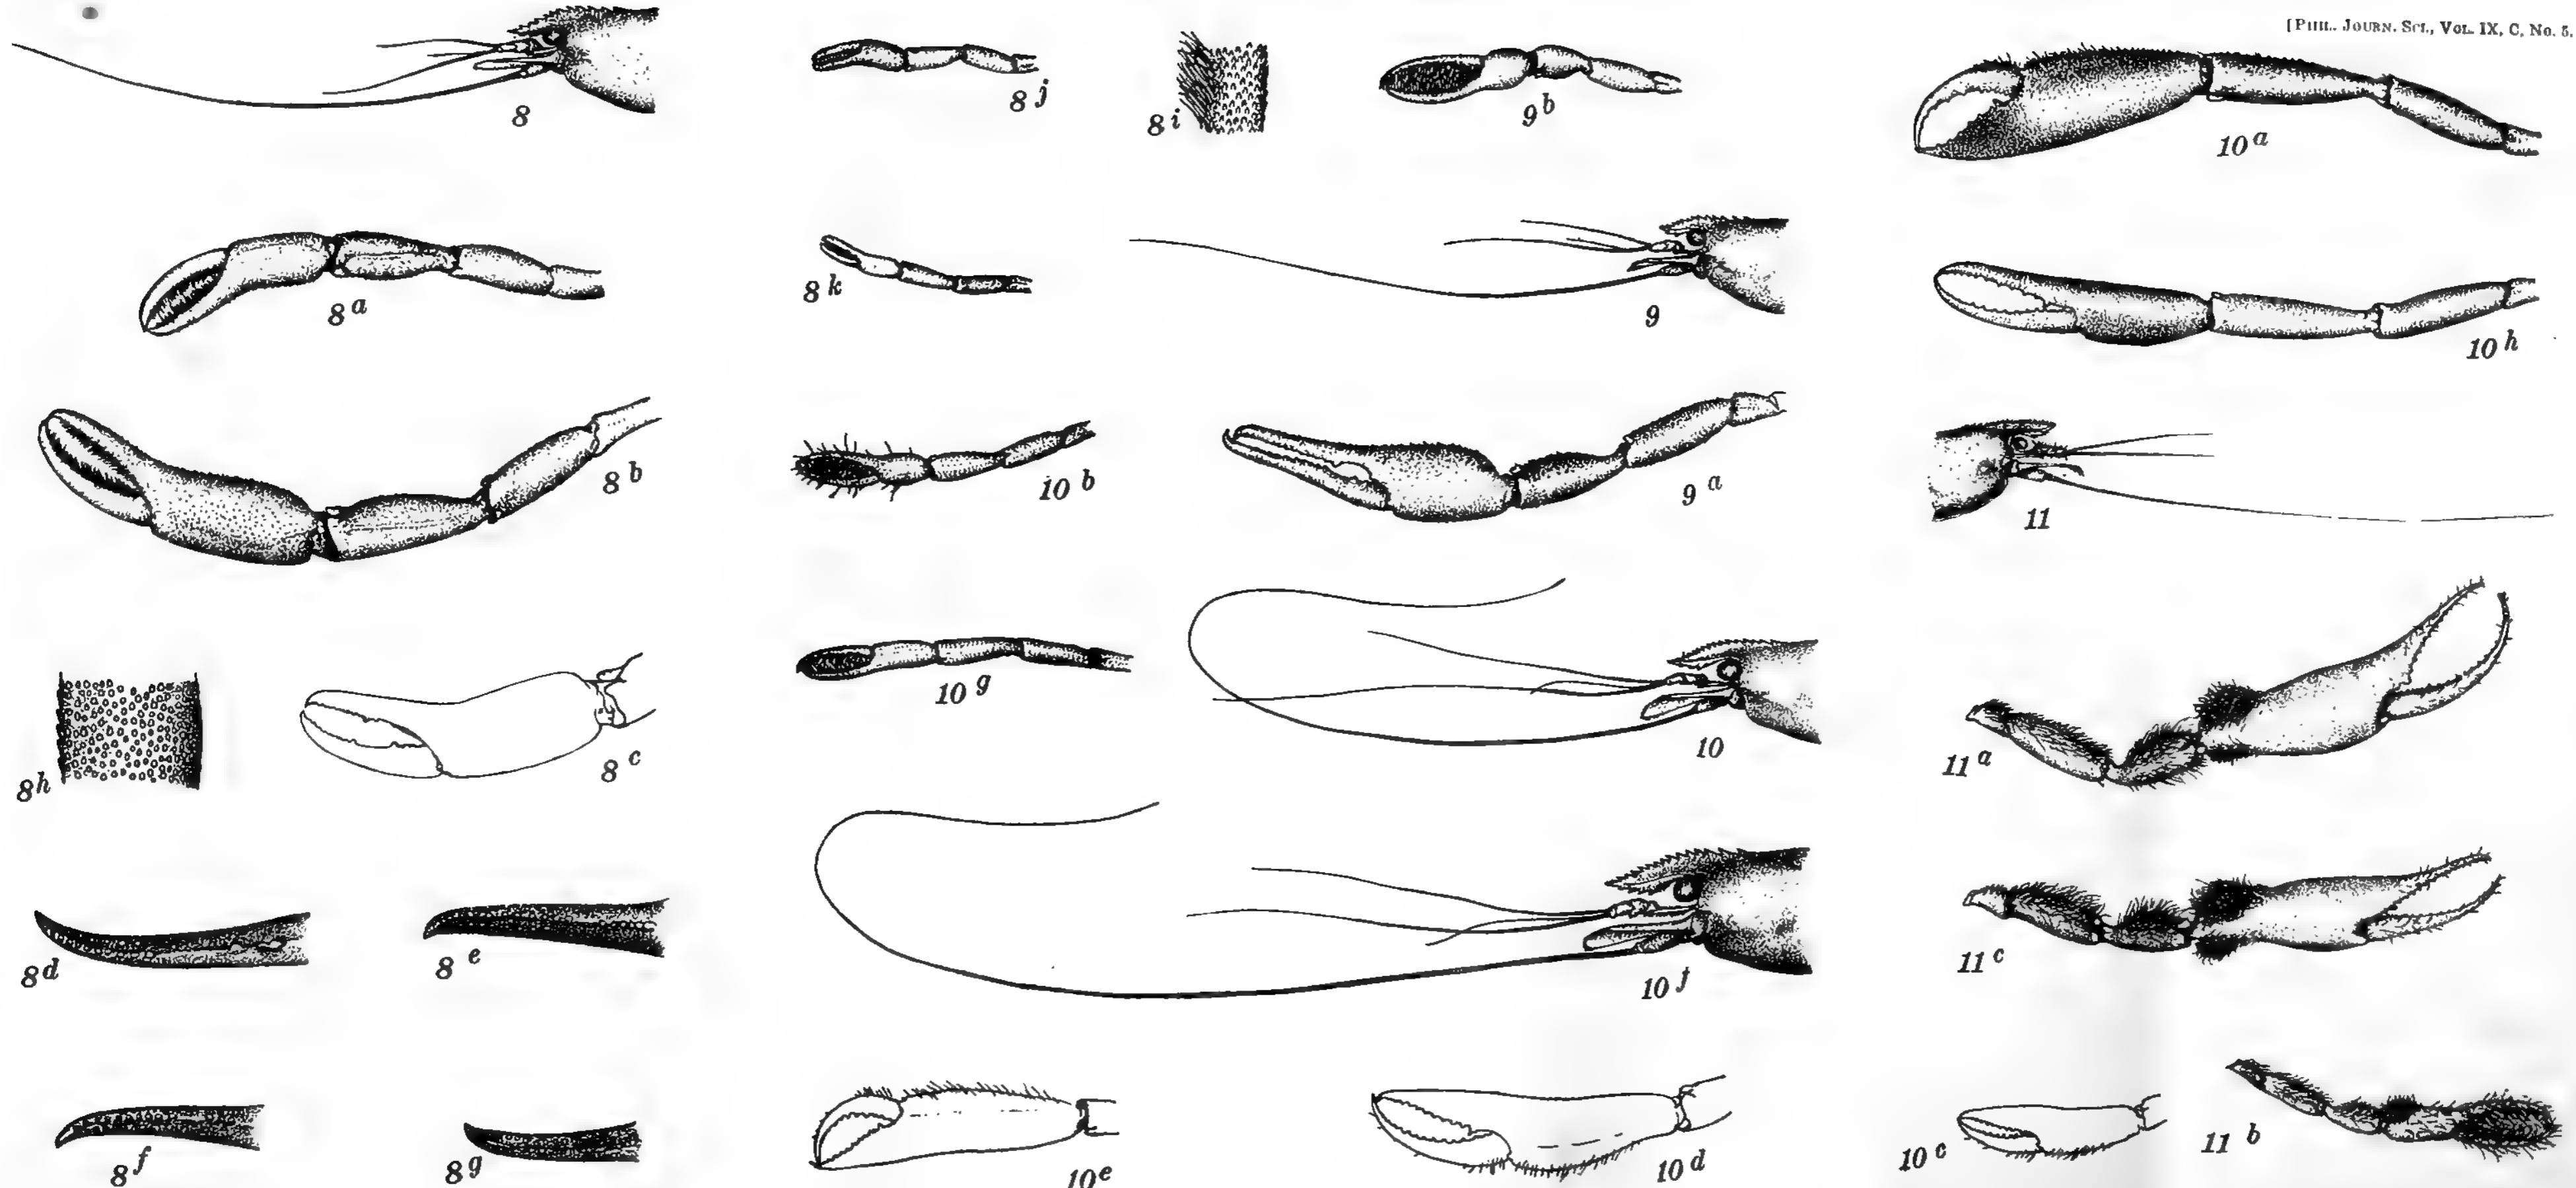 [PHIL. JOURN. SCI., VOL. IX, C, No. 5.
8
8 j
8 i
9 b
10 a
8 a
8 k
9
10 h
8 b
10 b
9 a
11
8 h
8 c
10 g
10
11 a
8 d
8 e
10 f
11 c
8 f
8 g
10 e
10 d
10 c
11 b